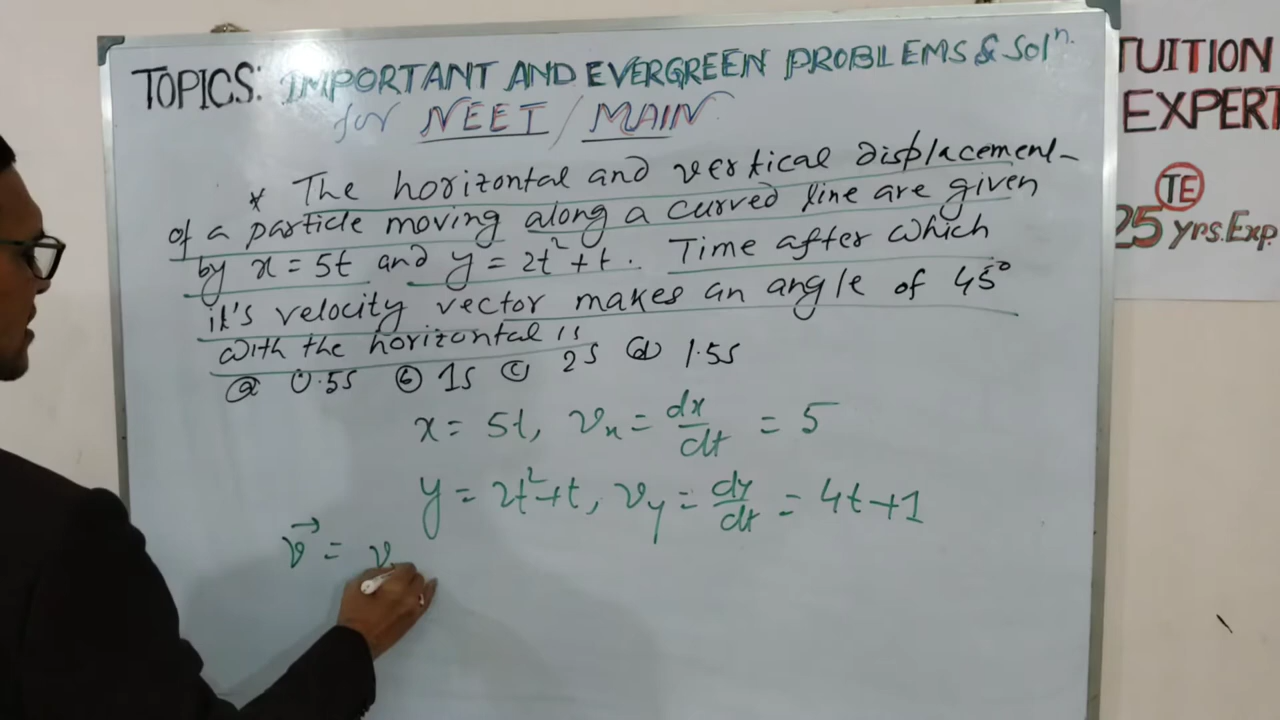 TOPICS: IMPORTANT AND EVERGREEN PROBLEMS & Solⁿ.
for NEET / MAIN
* The horizontal and vertical displacement
of a particle moving along a curved line are given
by x = 5t and y = 2t² + t. Time after which
it's velocity vector makes an angle of 45°
with the horizontal is
ⓐ 0.5s ⓑ 1s ⓒ 2s ⓓ 1.5s
x = 5t, vₓ = dx/dt = 5
y = 2t² + t, v_y = dy/dt = 4t + 1
v⃗ = v
TUITION
EXPERT
TE
25 yrs. Exp.